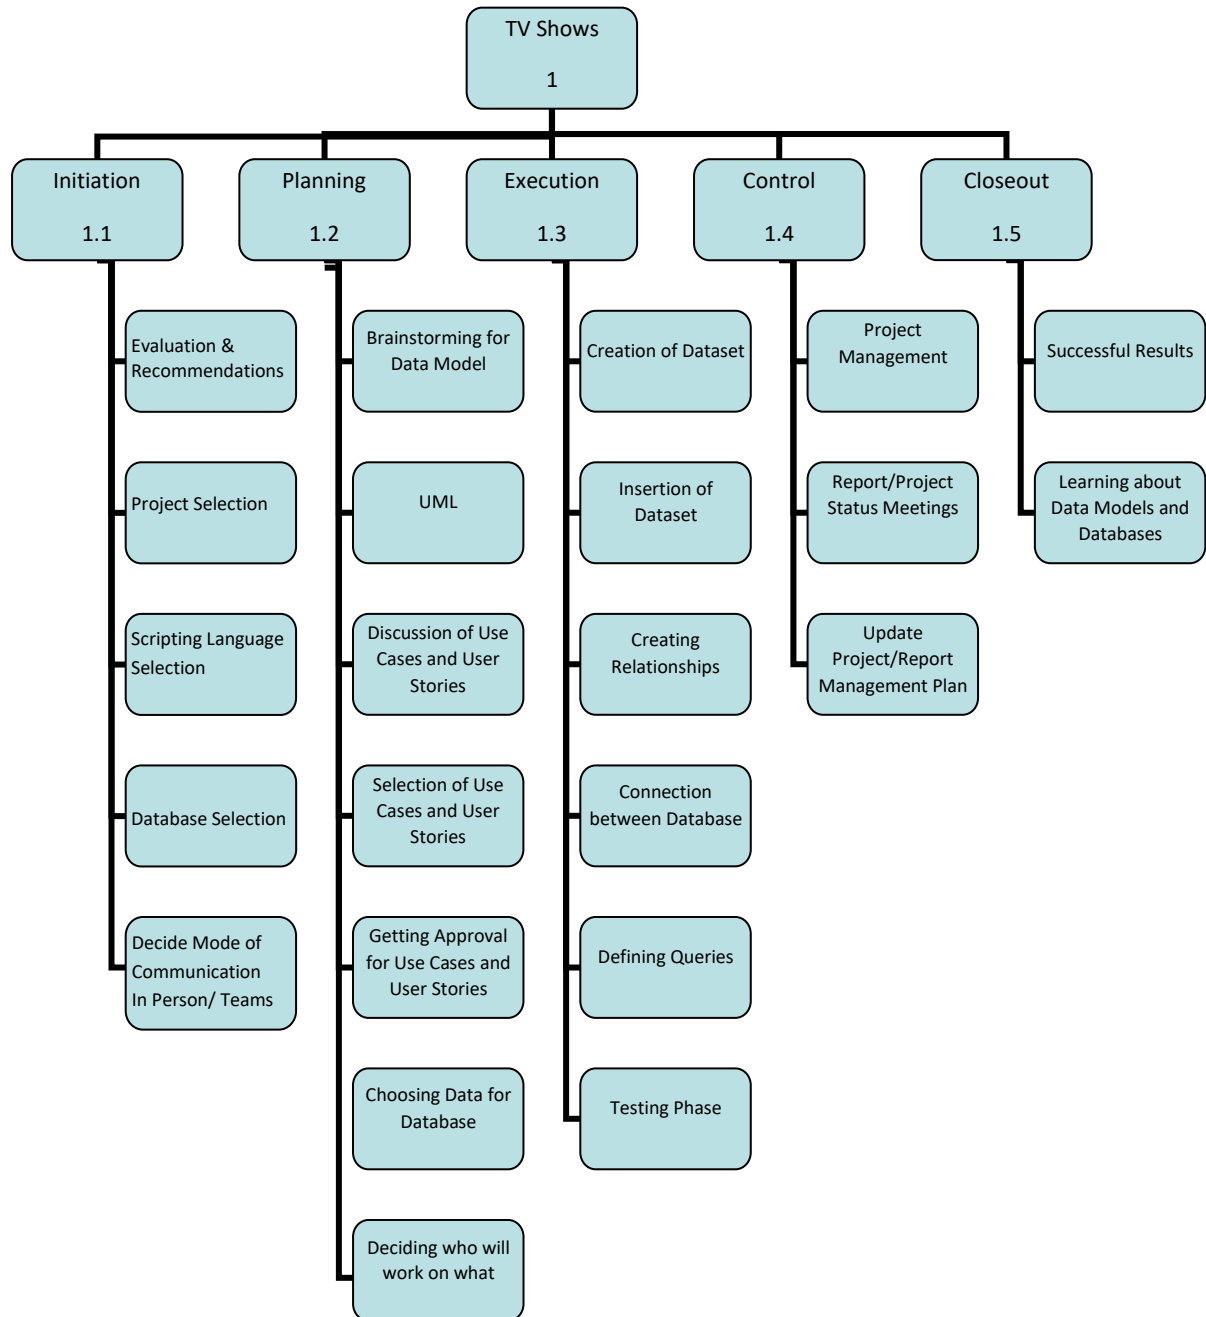 TV Shows
1
Initiation
1.1
Planning
1.2
Execution
1.3
Control
1.4
Closeout
1.5
Evaluation &
Recommendations
Project Selection
Scripting Language
Selection
Database Selection
Decide Mode of
Communication
In Person/ Teams
Brainstorming for
Data Model
UML
Discussion of Use
Cases and User
Stories
Selection of Use
Cases and User
Stories
Getting Approval
for Use Cases and
User Stories
Choosing Data for
Database
Deciding who will
work on what
Creation of Dataset
Insertion of
Dataset
Creating
Relationships
Connection
between Database
Defining Queries
Testing Phase
Project
Management
Report/Project
Status Meetings
Update
Project/Report
Management Plan
Successful Results
Learning about
Data Models and
Databases